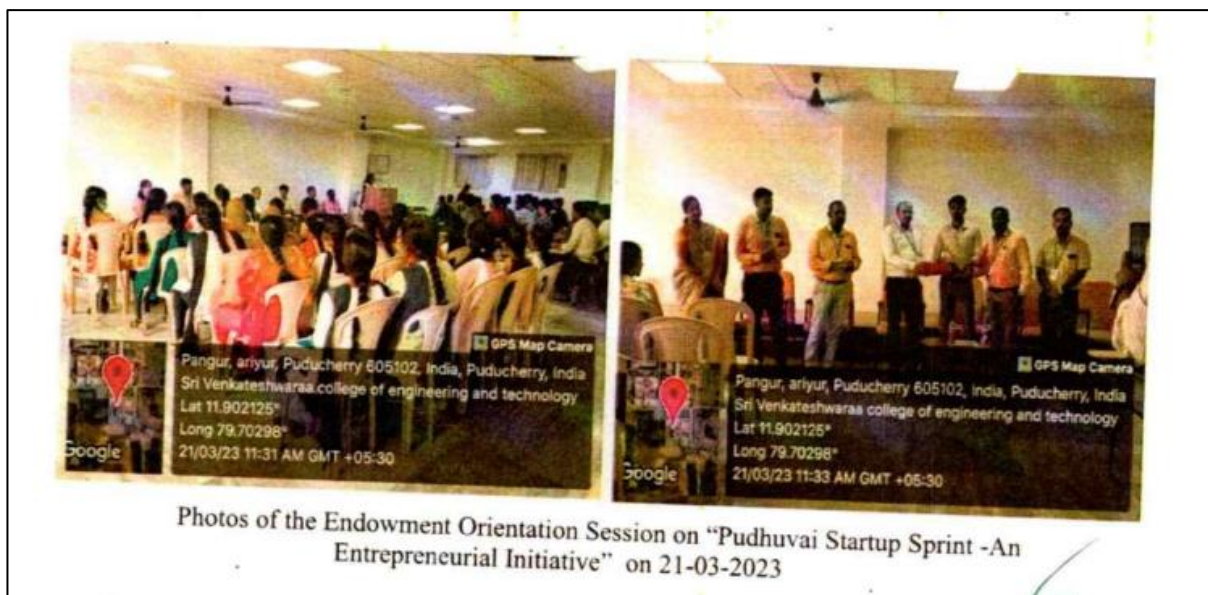 GPS Map Camera
Pangur, ariyur, Puducherry 605102, India, Puducherry, India
Sri Venkateshwaraa college of engineering and technology
Lat 11.902125°
Long 79.70298°
21/03/23 11:31 AM GMT +05:30
Google
GPS Map Camera
Pangur, ariyur, Puducherry 605102, India, Puducherry, India
Sri Venkateshwaraa college of engineering and technology
Lat 11.902125°
Long 79.70298°
21/03/23 11:33 AM GMT +05:30
Google
Photos of the Endowment Orientation Session on “Pudhuvai Startup Sprint -An
Entrepreneurial Initiative” on 21-03-2023